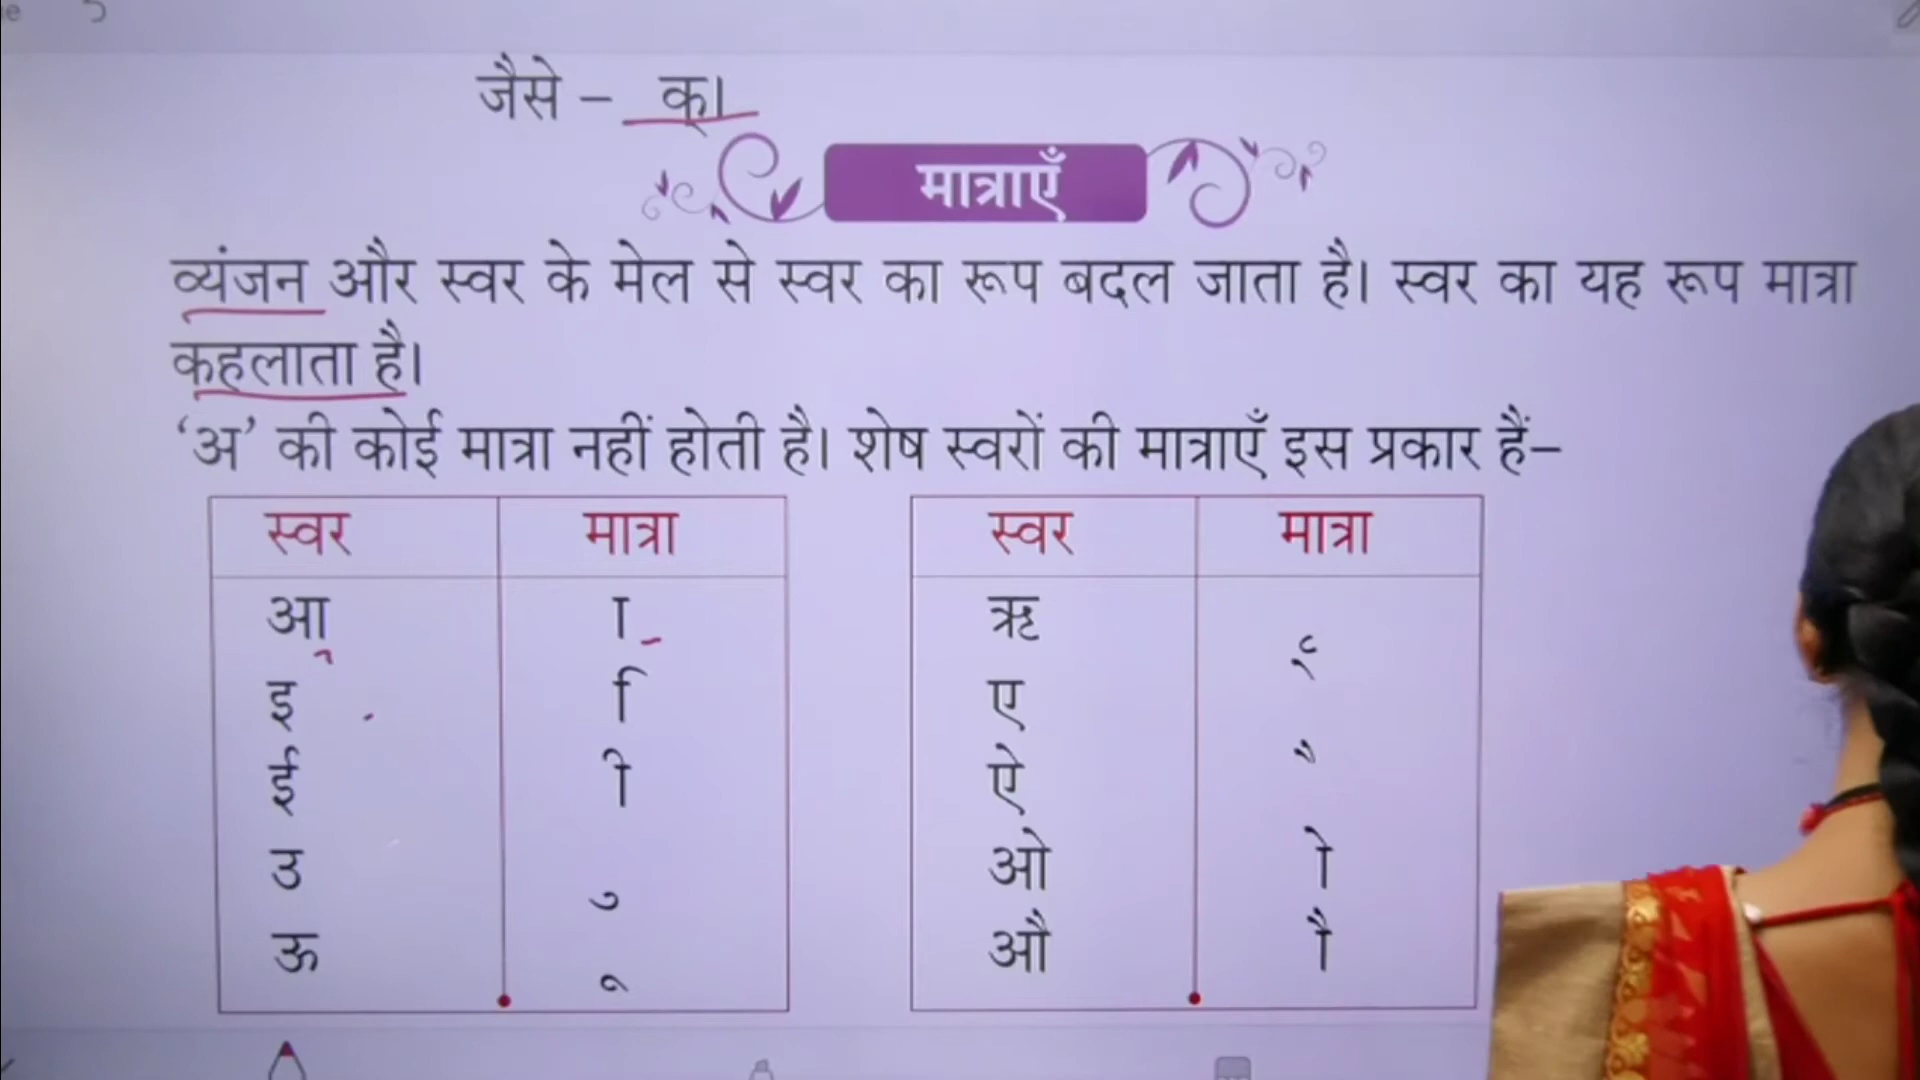 जैसे – क्।
मात्राएँ
व्यंजन और स्वर के मेल से स्वर का रूप बदल जाता है। स्वर का यह रूप मात्रा
कहलाता है।
‘अ’ की कोई मात्रा नहीं होती है। शेष स्वरों की मात्राएँ इस प्रकार हैं–
स्वर मात्रा
आ ा
इ ि
ई ी
उ ु
ऊ ू
स्वर मात्रा
ऋ ृ
ए
ऐ ै
ओ ो
औ ौ